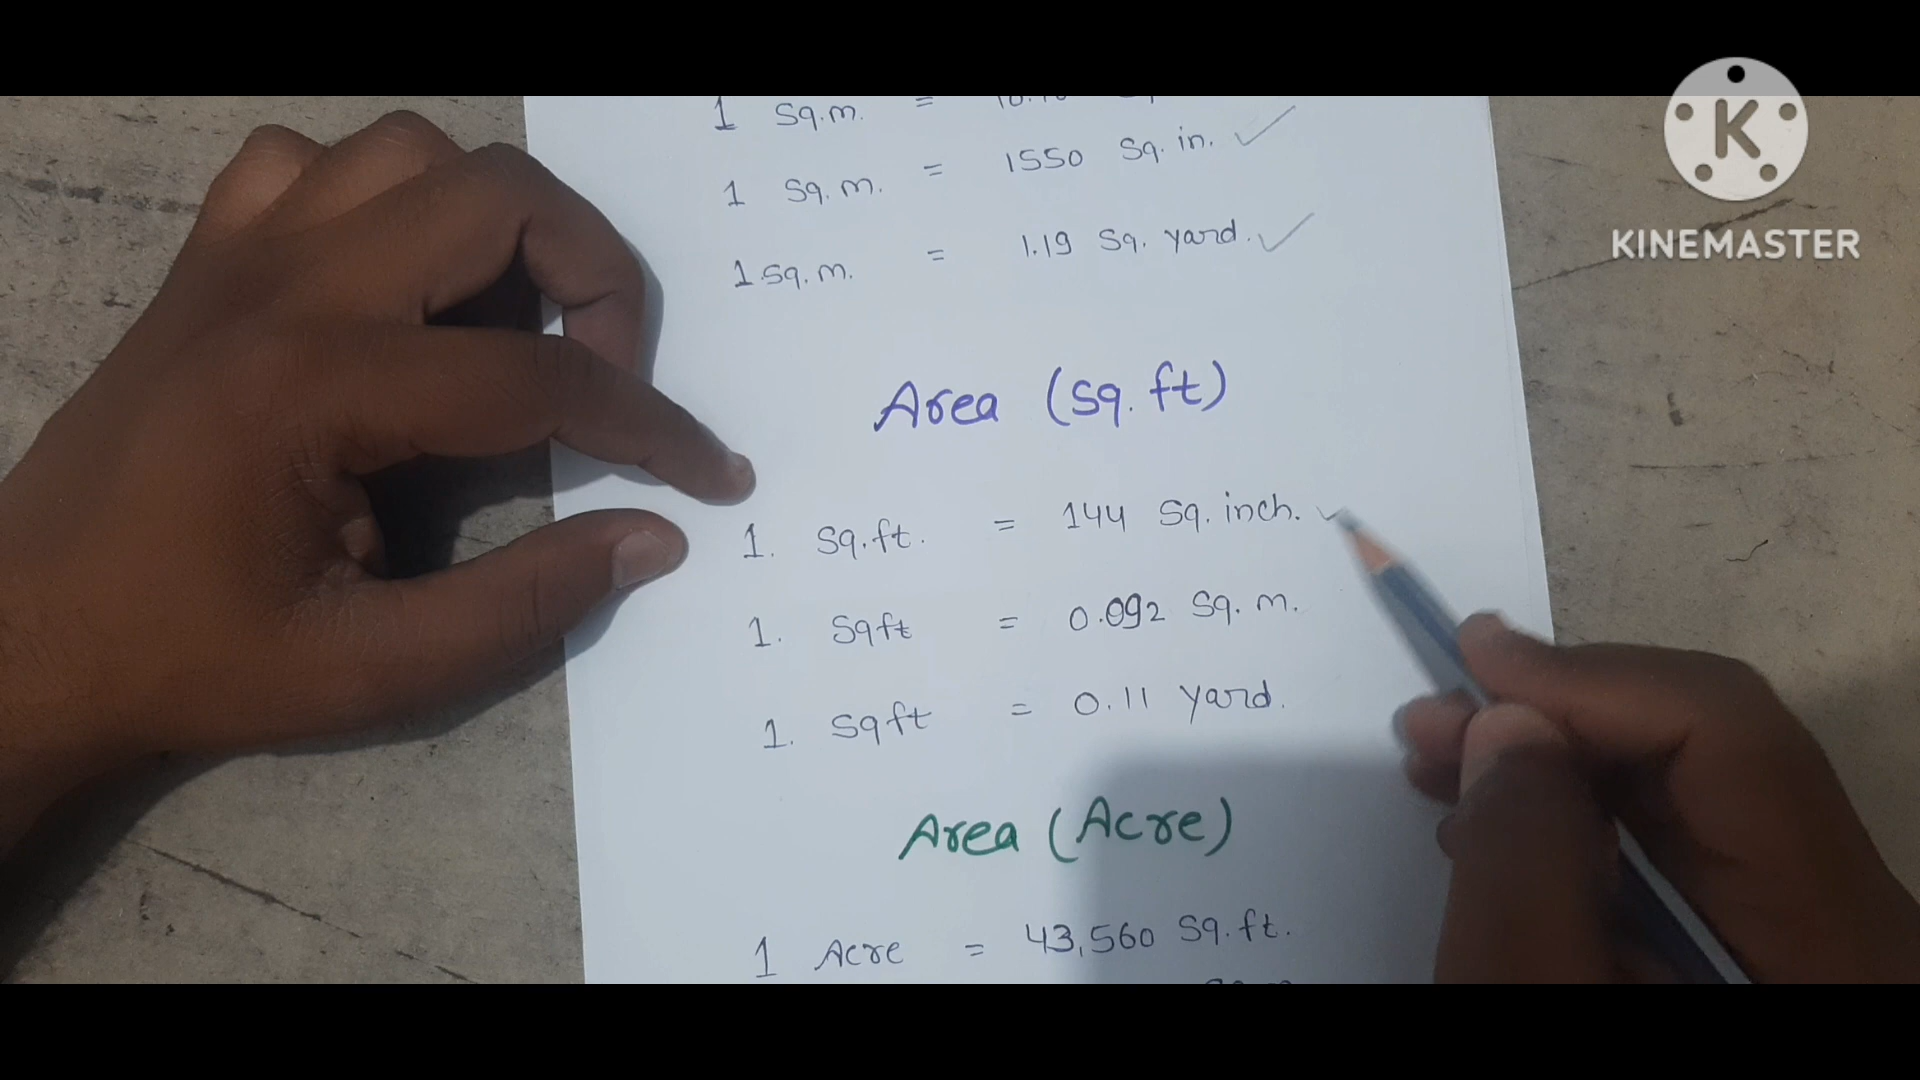 1 Sq.m. =
1 Sq.m. = 1550 Sq. in.
1 Sq.m. = 1.19 Sq. yard.
Area (Sq. ft)
1. Sq.ft. = 144 Sq. inch.
1. Sqft = 0.092 Sq. m.
1. Sqft = 0.11 yard.
Area (Acre)
1 Acre = 43,560 Sq.ft.
K
KINEMASTER